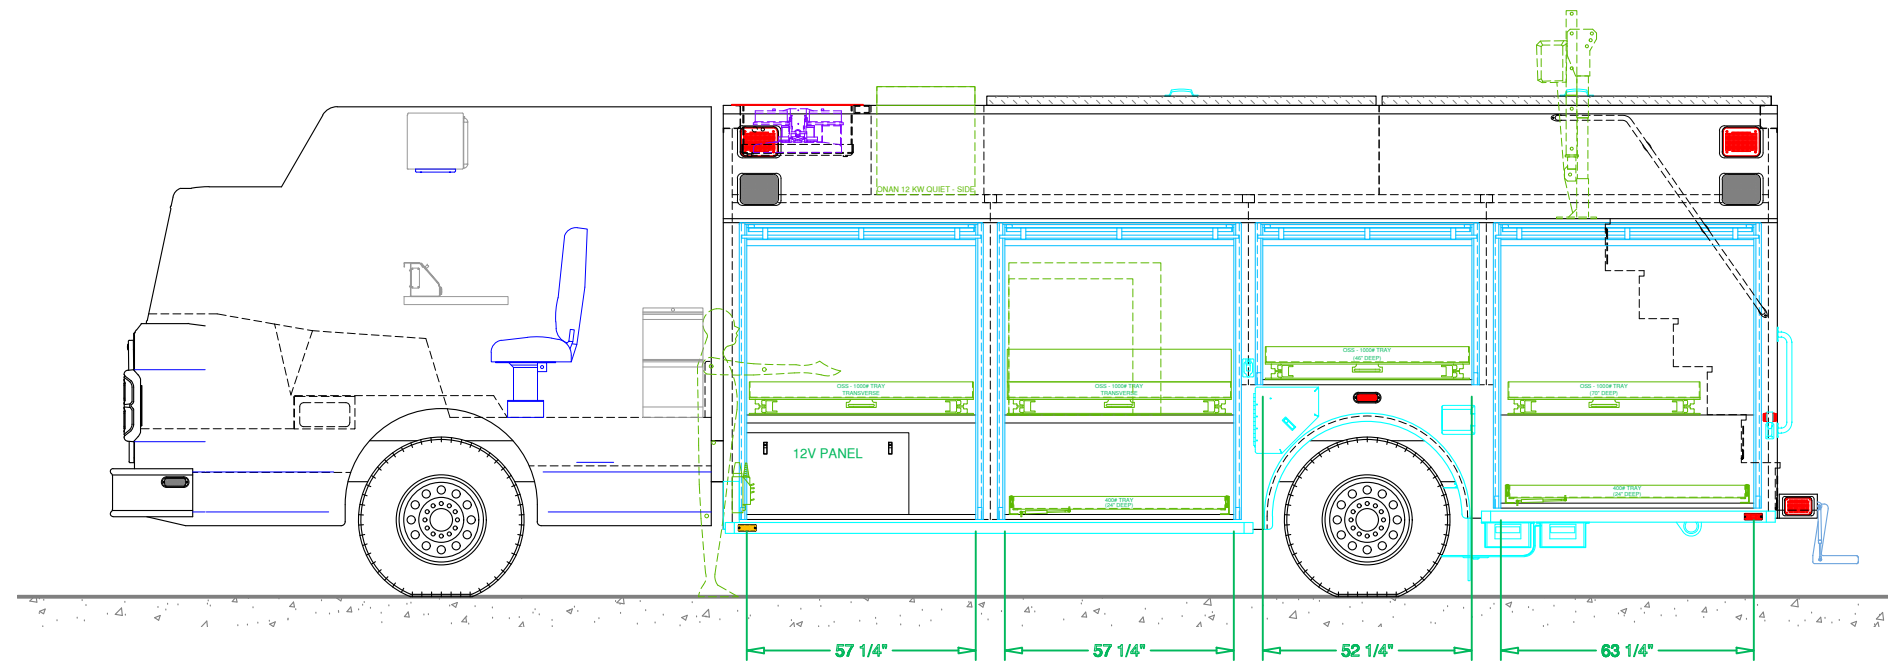 ONAN 12 KW QUIET - SIDE
OSS - 1000# TRAY
(48" DEEP)
OSS - 1000# TRAY
TRANSVERSE
OSS - 1000# TRAY
TRANSVERSE
OSS - 1000# TRAY
(70" DEEP)
12V PANEL
400# TRAY
(24" DEEP)
400# TRAY
(24" DEEP)
57 1/4"
57 1/4"
52 1/4"
63 1/4"